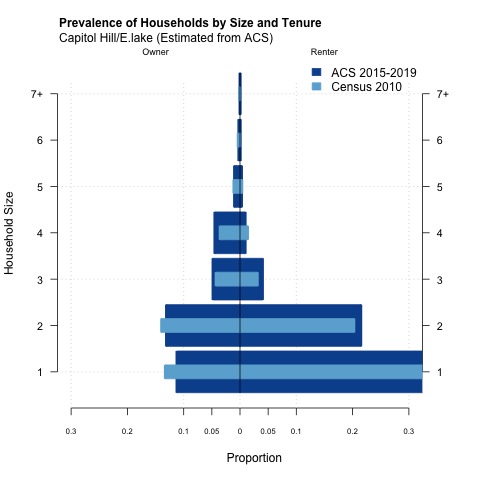 Prevalence of Households by Size and Tenure
Capitol Hill/E.lake (Estimated from ACS)
Owner
Renter
ACS 2015-2019
Census 2010
7+
7+
6
6
5
5
4
4
3
3
2
2
1
1
Household Size
0.3
0.2
0.1
0.05
0
0.05
0.1
0.2
0.3
Proportion